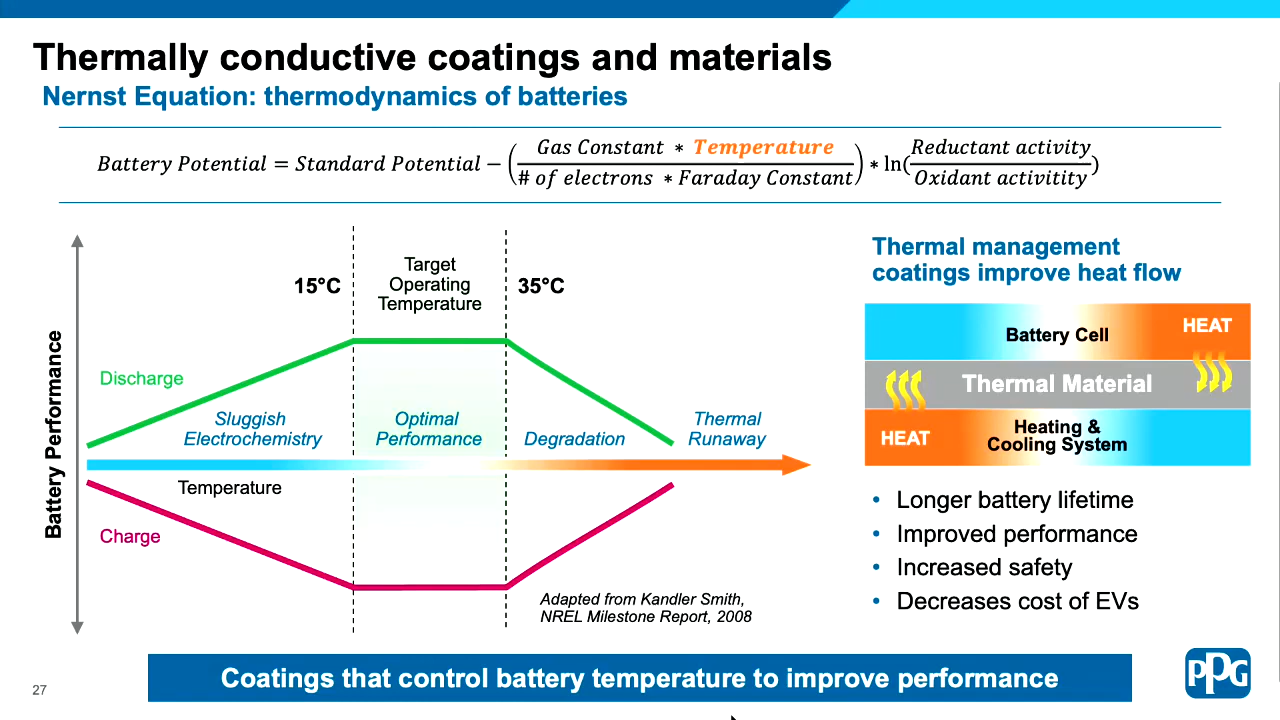 Thermally conductive coatings and materials
Nernst Equation: thermodynamics of batteries
Battery Potential = Standard Potential − (Gas Constant * Temperature / # of electrons * Faraday Constant) * ln(Reductant activity / Oxidant activitity)
Battery Performance
15°C
Target
Operating
Temperature
35°C
Discharge
Sluggish
Electrochemistry
Optimal
Performance
Degradation
Thermal
Runaway
Temperature
Charge
Adapted from Kandler Smith,
NREL Milestone Report, 2008
Thermal management
coatings improve heat flow
HEAT
Battery Cell
Thermal Material
HEAT
Heating &
Cooling System
• Longer battery lifetime
• Improved performance
• Increased safety
• Decreases cost of EVs
Coatings that control battery temperature to improve performance
27
PPG